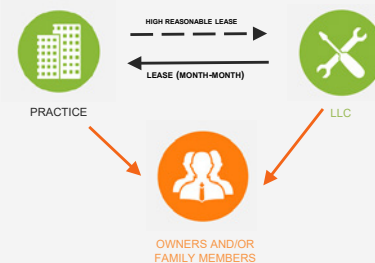 HIGH REASONABLE LEASE
LEASE (MONTH-MONTH)
PRACTICE
LLC
OWNERS AND/OR
FAMILY MEMBERS